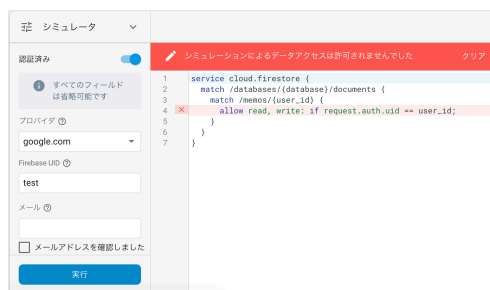 シミュレータ
認証済み
すべてのフィールド
は省略可能です
プロバイダ
google.com
Firebase UID
test
メール
メールアドレスを確認しました
実行
シミュレーションによるデータアクセスは許可されませんでした
クリア
1 service cloud.firestore {
2 match /databases/{database}/documents {
3 match /memos/{user_id} {
4 allow read, write: if request.auth.uid == user_id;
5 }
6 }
7 }